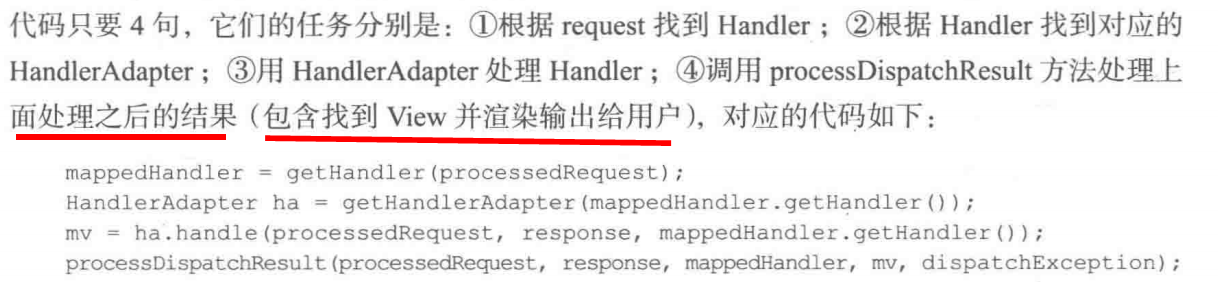 代码只要 4 句，它们的任务分别是：①根据 request 找到 Handler；②根据 Handler 找到对应的
HandlerAdapter；③用 HandlerAdapter 处理 Handler；④调用 processDispatchResult 方法处理上
面处理之后的结果（包含找到 View 并渲染输出给用户），对应的代码如下：
mappedHandler = getHandler(processedRequest);
HandlerAdapter ha = getHandlerAdapter(mappedHandler.getHandler());
mv = ha.handle(processedRequest, response, mappedHandler.getHandler());
processDispatchResult(processedRequest, response, mappedHandler, mv, dispatchException);